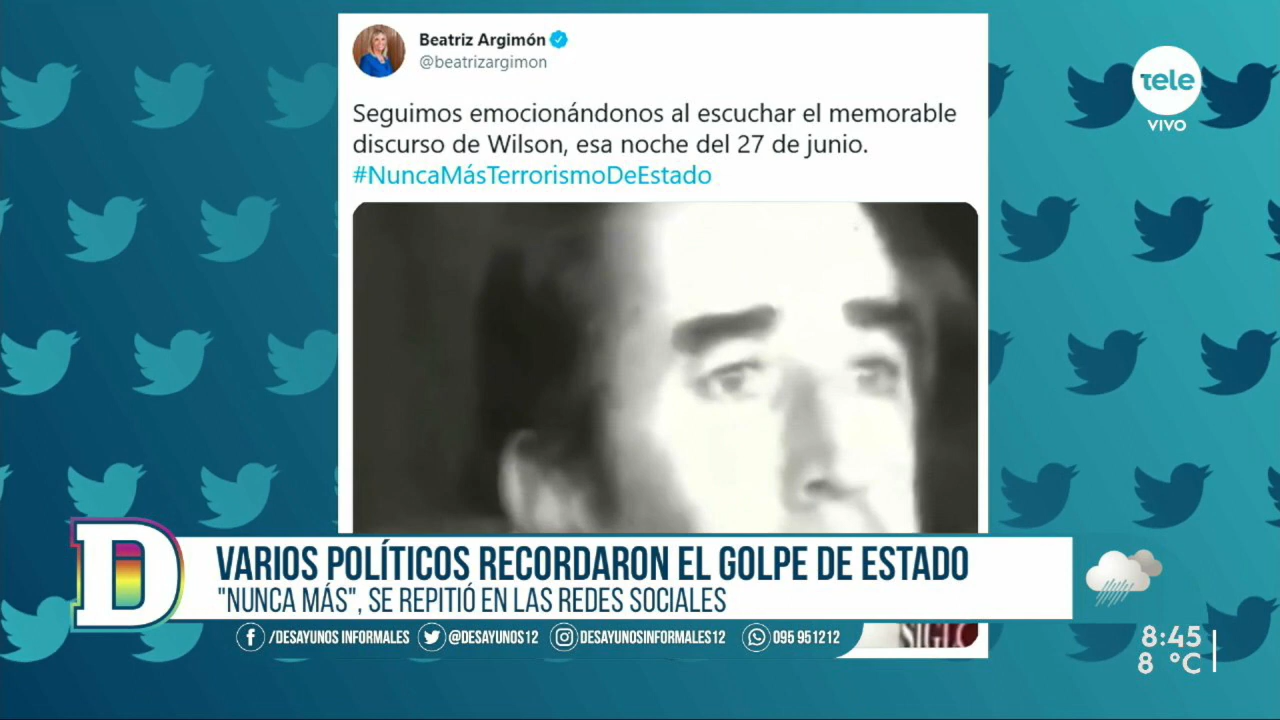 Beatriz Argimón
@beatrizargimon
Seguimos emocionándonos al escuchar el memorable
discurso de Wilson, esa noche del 27 de junio.
#NuncaMásTerrorismoDeEstado
tele
VIVO
D
VARIOS POLÍTICOS RECORDARON EL GOLPE DE ESTADO
"NUNCA MÁS", SE REPITIÓ EN LAS REDES SOCIALES
/DESAYUNOS INFORMALES @DESAYUNOS12 DESAYUNOSINFORMALES12 095 951212
SIGLO
8:45
8 °C